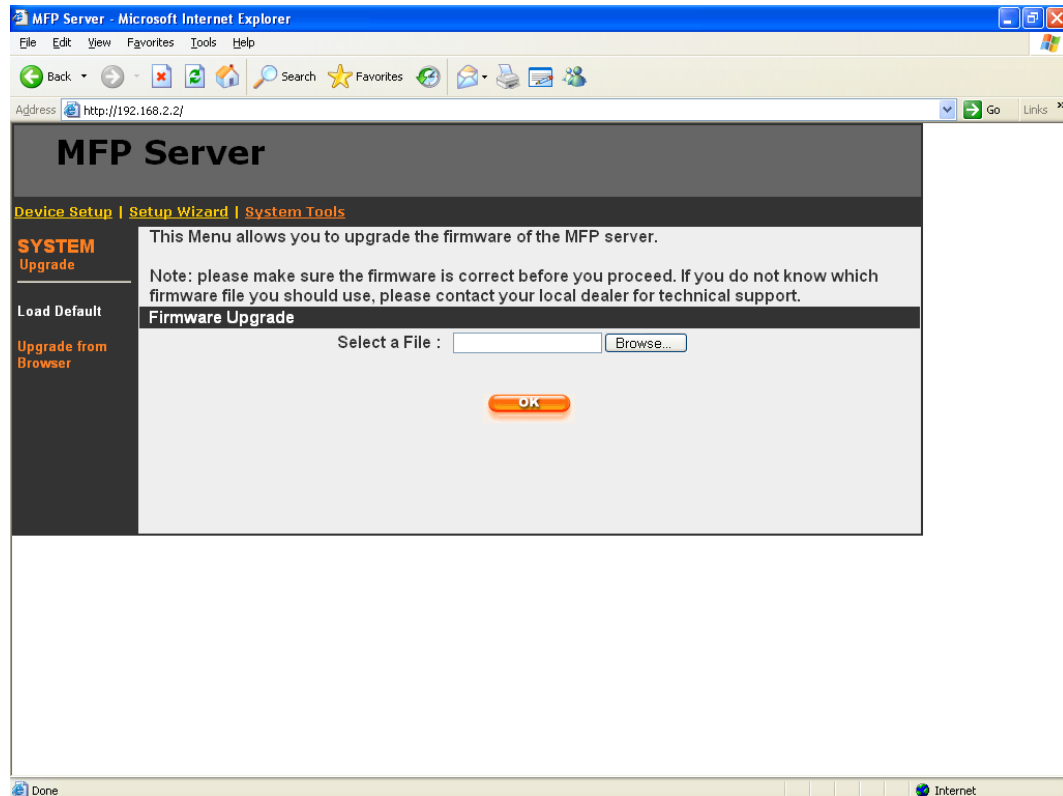 MFP Server - Microsoft Internet Explorer
File Edit View Favorites Tools Help
Back Search Favorites
Address http://192.168.2.2/ Go Links »
MFP Server
Device Setup | Setup Wizard | System Tools
SYSTEM
Upgrade
Load Default
Upgrade from
Browser
This Menu allows you to upgrade the firmware of the MFP server.
Note: please make sure the firmware is correct before you proceed. If you do not know which
firmware file you should use, please contact your local dealer for technical support.
Firmware Upgrade
Select a File : Browse...
OK
Done Internet